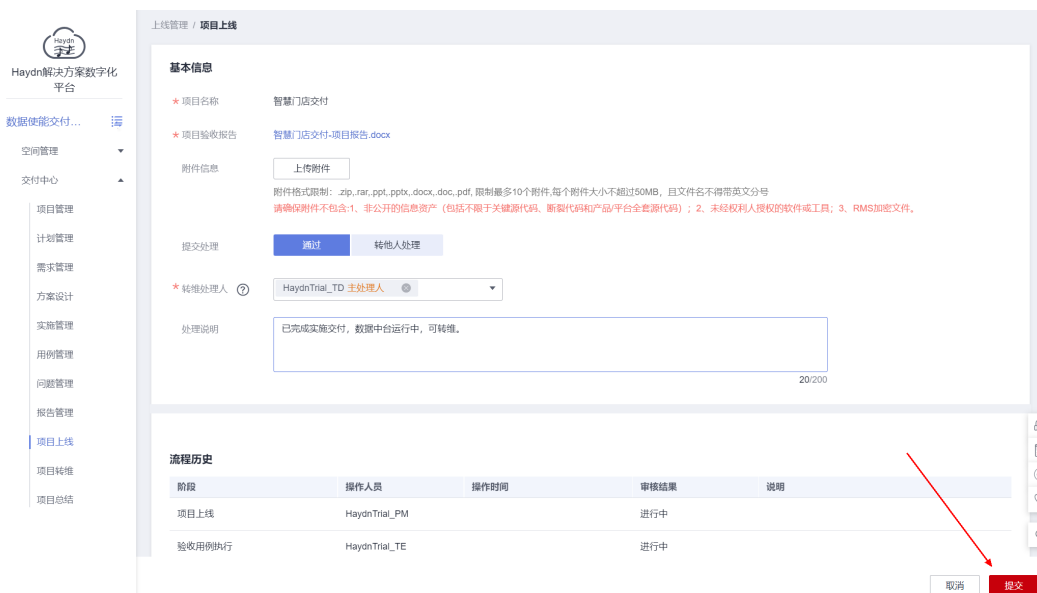 上线管理 / 项目上线
Haydn
Haydn解决方案数字化
平台
数据使能交付...
空间管理
交付中心
项目管理
计划管理
需求管理
方案设计
实施管理
用例管理
问题管理
报告管理
项目上线
项目转维
项目总结
基本信息
* 项目名称 智慧门店交付
* 项目验收报告 智慧门店交付-项目报告.docx
附件信息 上传附件
附件格式限制：.zip,.rar,.ppt,.pptx,.docx,.doc,.pdf, 限制最多10个附件,每个附件大小不超过50MB，且文件名不得带英文分号
请确保附件不包含:1、非公开的信息资产（包括不限于关键源代码、断裂代码和产品/平台全套源代码）；2、未经权利人授权的软件或工具；3、RMS加密文件。
提交处理 通过 转他人处理
* 转维处理人 ? HaydnTrial_TD 主处理人
处理说明 已完成实施交付，数据中台运行中，可转维。
20/200
流程历史
阶段 操作人员 操作时间 审核结果 说明
项目上线 HaydnTrial_PM 进行中
验收用例执行 HaydnTrial_TE 进行中
取消 提交